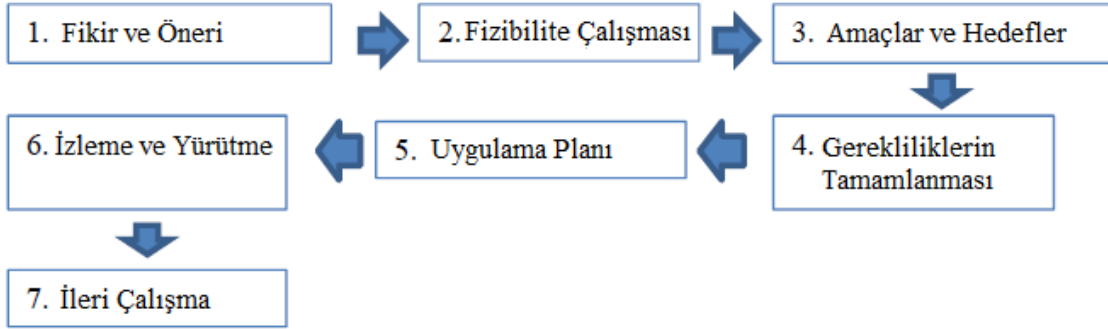 1. Fikir ve Öneri
2. Fizibilite Çalışması
3. Amaçlar ve Hedefler
4. Gerekliliklerin
Tamamlanması
5. Uygulama Planı
6. İzleme ve Yürütme
7. İleri Çalışma